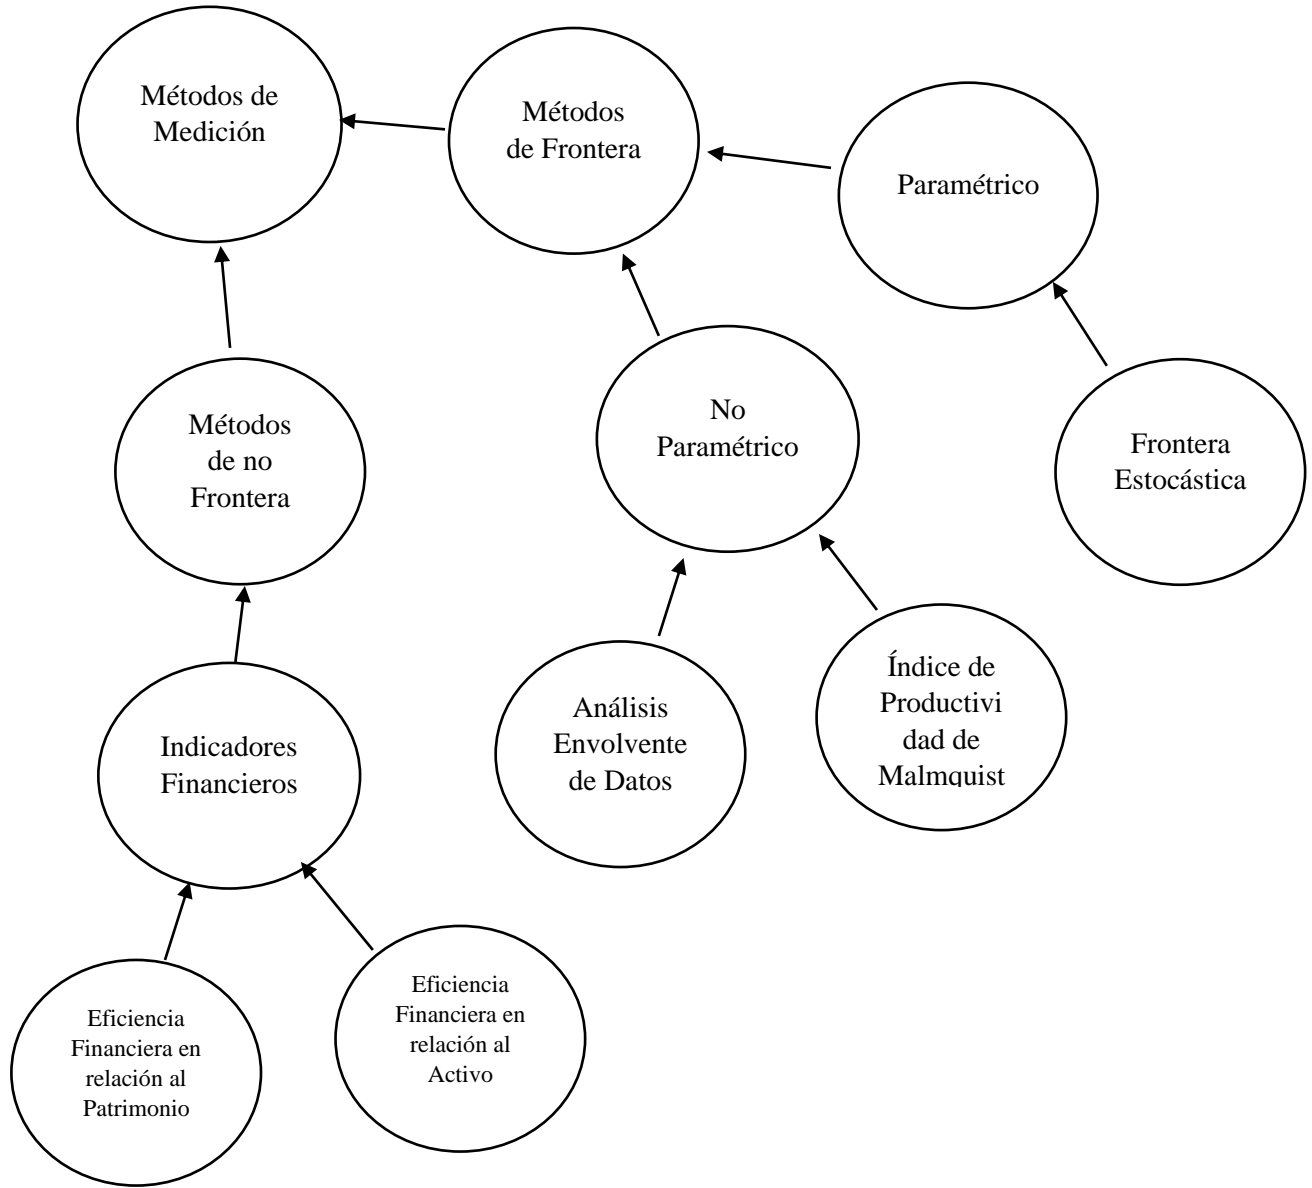 Métodos de
Medición
Métodos
de Frontera
Paramétrico
Métodos
de no
Frontera
No
Paramétrico
Frontera
Estocástica
Indicadores
Financieros
Análisis
Envolvente
de Datos
Índice de
Productivi
dad de
Malmquist
Eficiencia
Financiera en
relación al
Patrimonio
Eficiencia
Financiera en
relación al
Activo